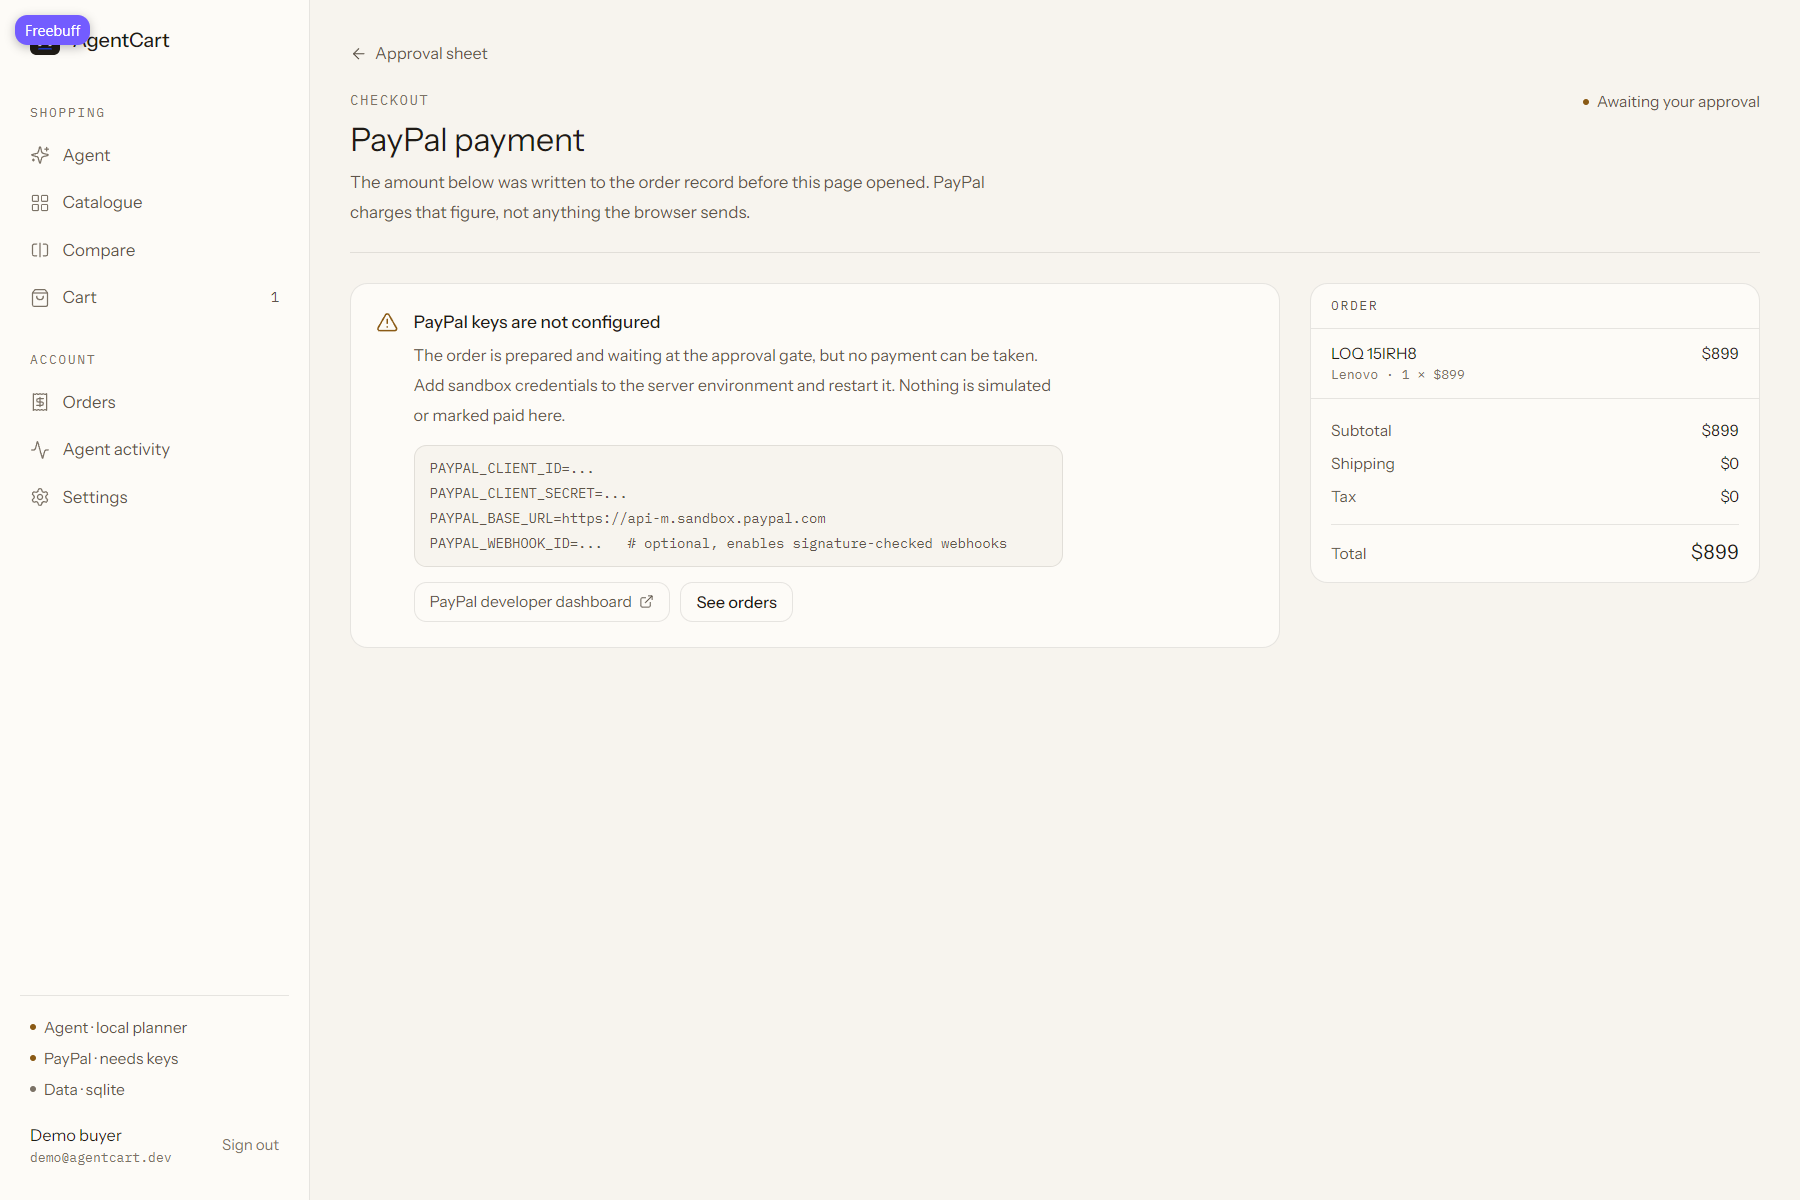 Freebuff
AgentCart
SHOPPING
Agent
Catalogue
Compare
Cart 1
ACCOUNT
Orders
Agent activity
Settings
Agent · local planner
PayPal · needs keys
Data · sqlite
Demo buyer
demo@agentcart.dev
Sign out
← Approval sheet
CHECKOUT
Awaiting your approval
PayPal payment
The amount below was written to the order record before this page opened. PayPal
charges that figure, not anything the browser sends.
PayPal keys are not configured
The order is prepared and waiting at the approval gate, but no payment can be taken.
Add sandbox credentials to the server environment and restart it. Nothing is simulated
or marked paid here.
PAYPAL_CLIENT_ID=...
PAYPAL_CLIENT_SECRET=...
PAYPAL_BASE_URL=https://api-m.sandbox.paypal.com
PAYPAL_WEBHOOK_ID=...   # optional, enables signature-checked webhooks
PayPal developer dashboard
See orders
ORDER
LOQ 15IRH8 $899
Lenovo · 1 × $899
Subtotal $899
Shipping $0
Tax $0
Total $899